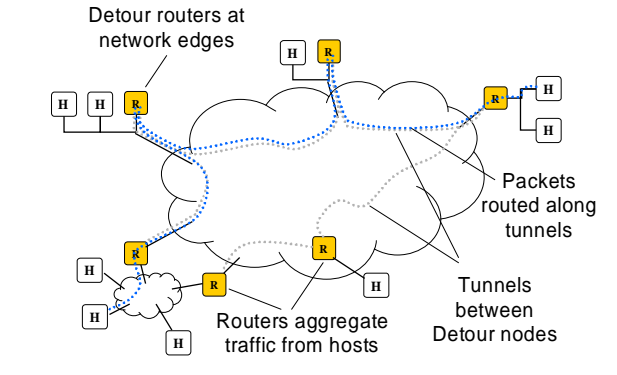 Detour routers at
network edges
H
R
H
H
R
R
H
H
Packets
routed along
tunnels
R
H
R
R
H
H
H
Tunnels
between
Detour nodes
Routers aggregate
traffic from hosts